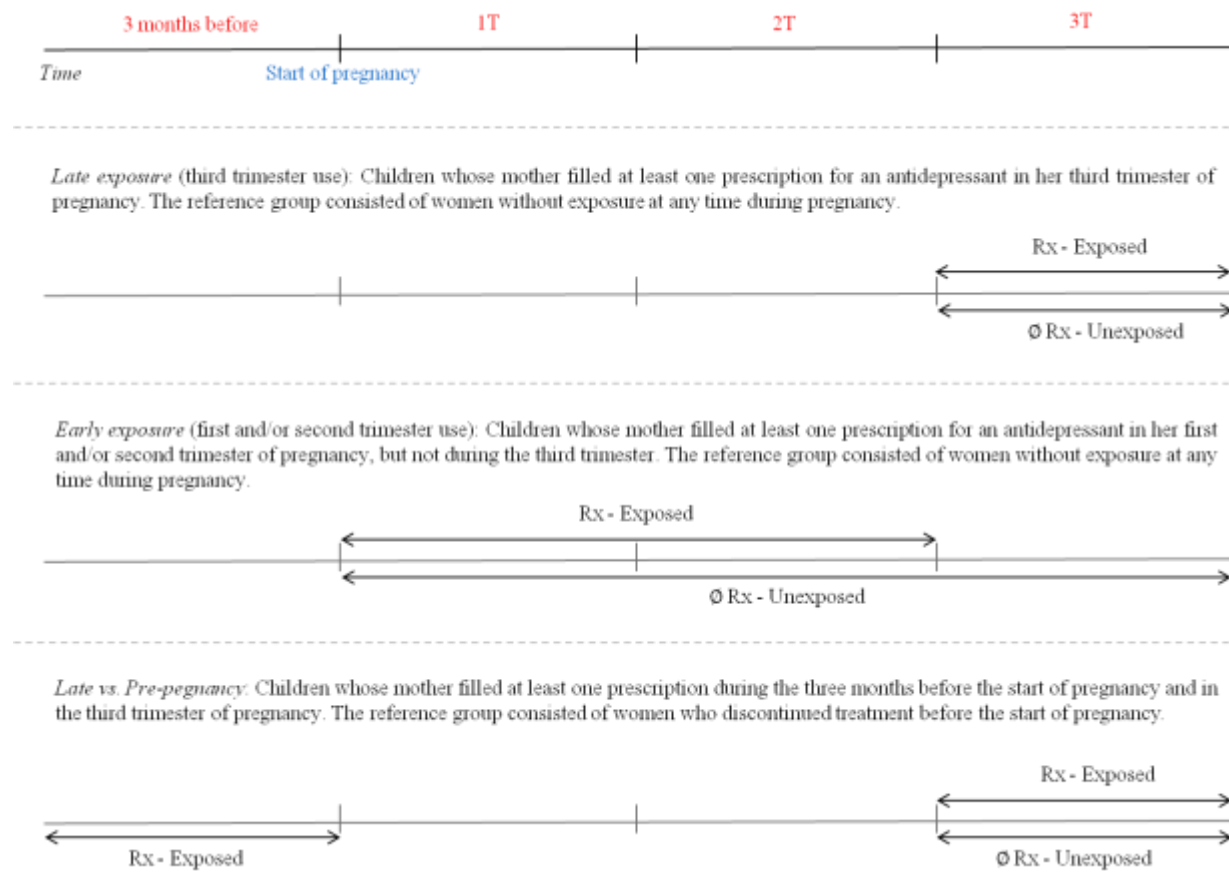 3 months before 1T 2T 3T
Time Start of pregnancy
Late exposure (third trimester use): Children whose mother filled at least one prescription for an antidepressant in her third trimester of
pregnancy. The reference group consisted of women without exposure at any time during pregnancy.
Rx - Exposed
Ø Rx - Unexposed
Early exposure (first and/or second trimester use): Children whose mother filled at least one prescription for an antidepressant in her first
and/or second trimester of pregnancy, but not during the third trimester. The reference group consisted of women without exposure at any
time during pregnancy.
Rx - Exposed
Ø Rx - Unexposed
Late vs. Pre-pegnancy: Children whose mother filled at least one prescription during the three months before the start of pregnancy and in
the third trimester of pregnancy. The reference group consisted of women who discontinued treatment before the start of pregnancy.
Rx - Exposed
Rx - Exposed Ø Rx - Unexposed